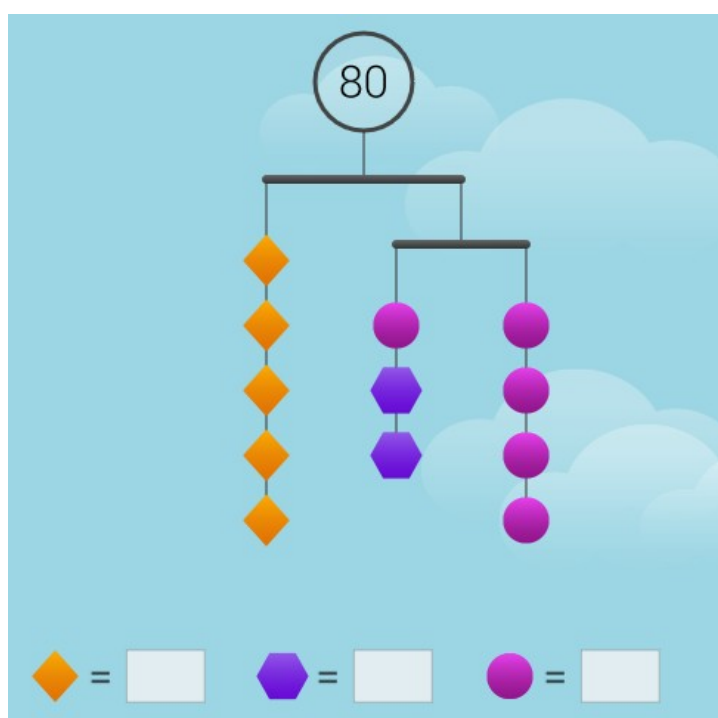 80
= = =